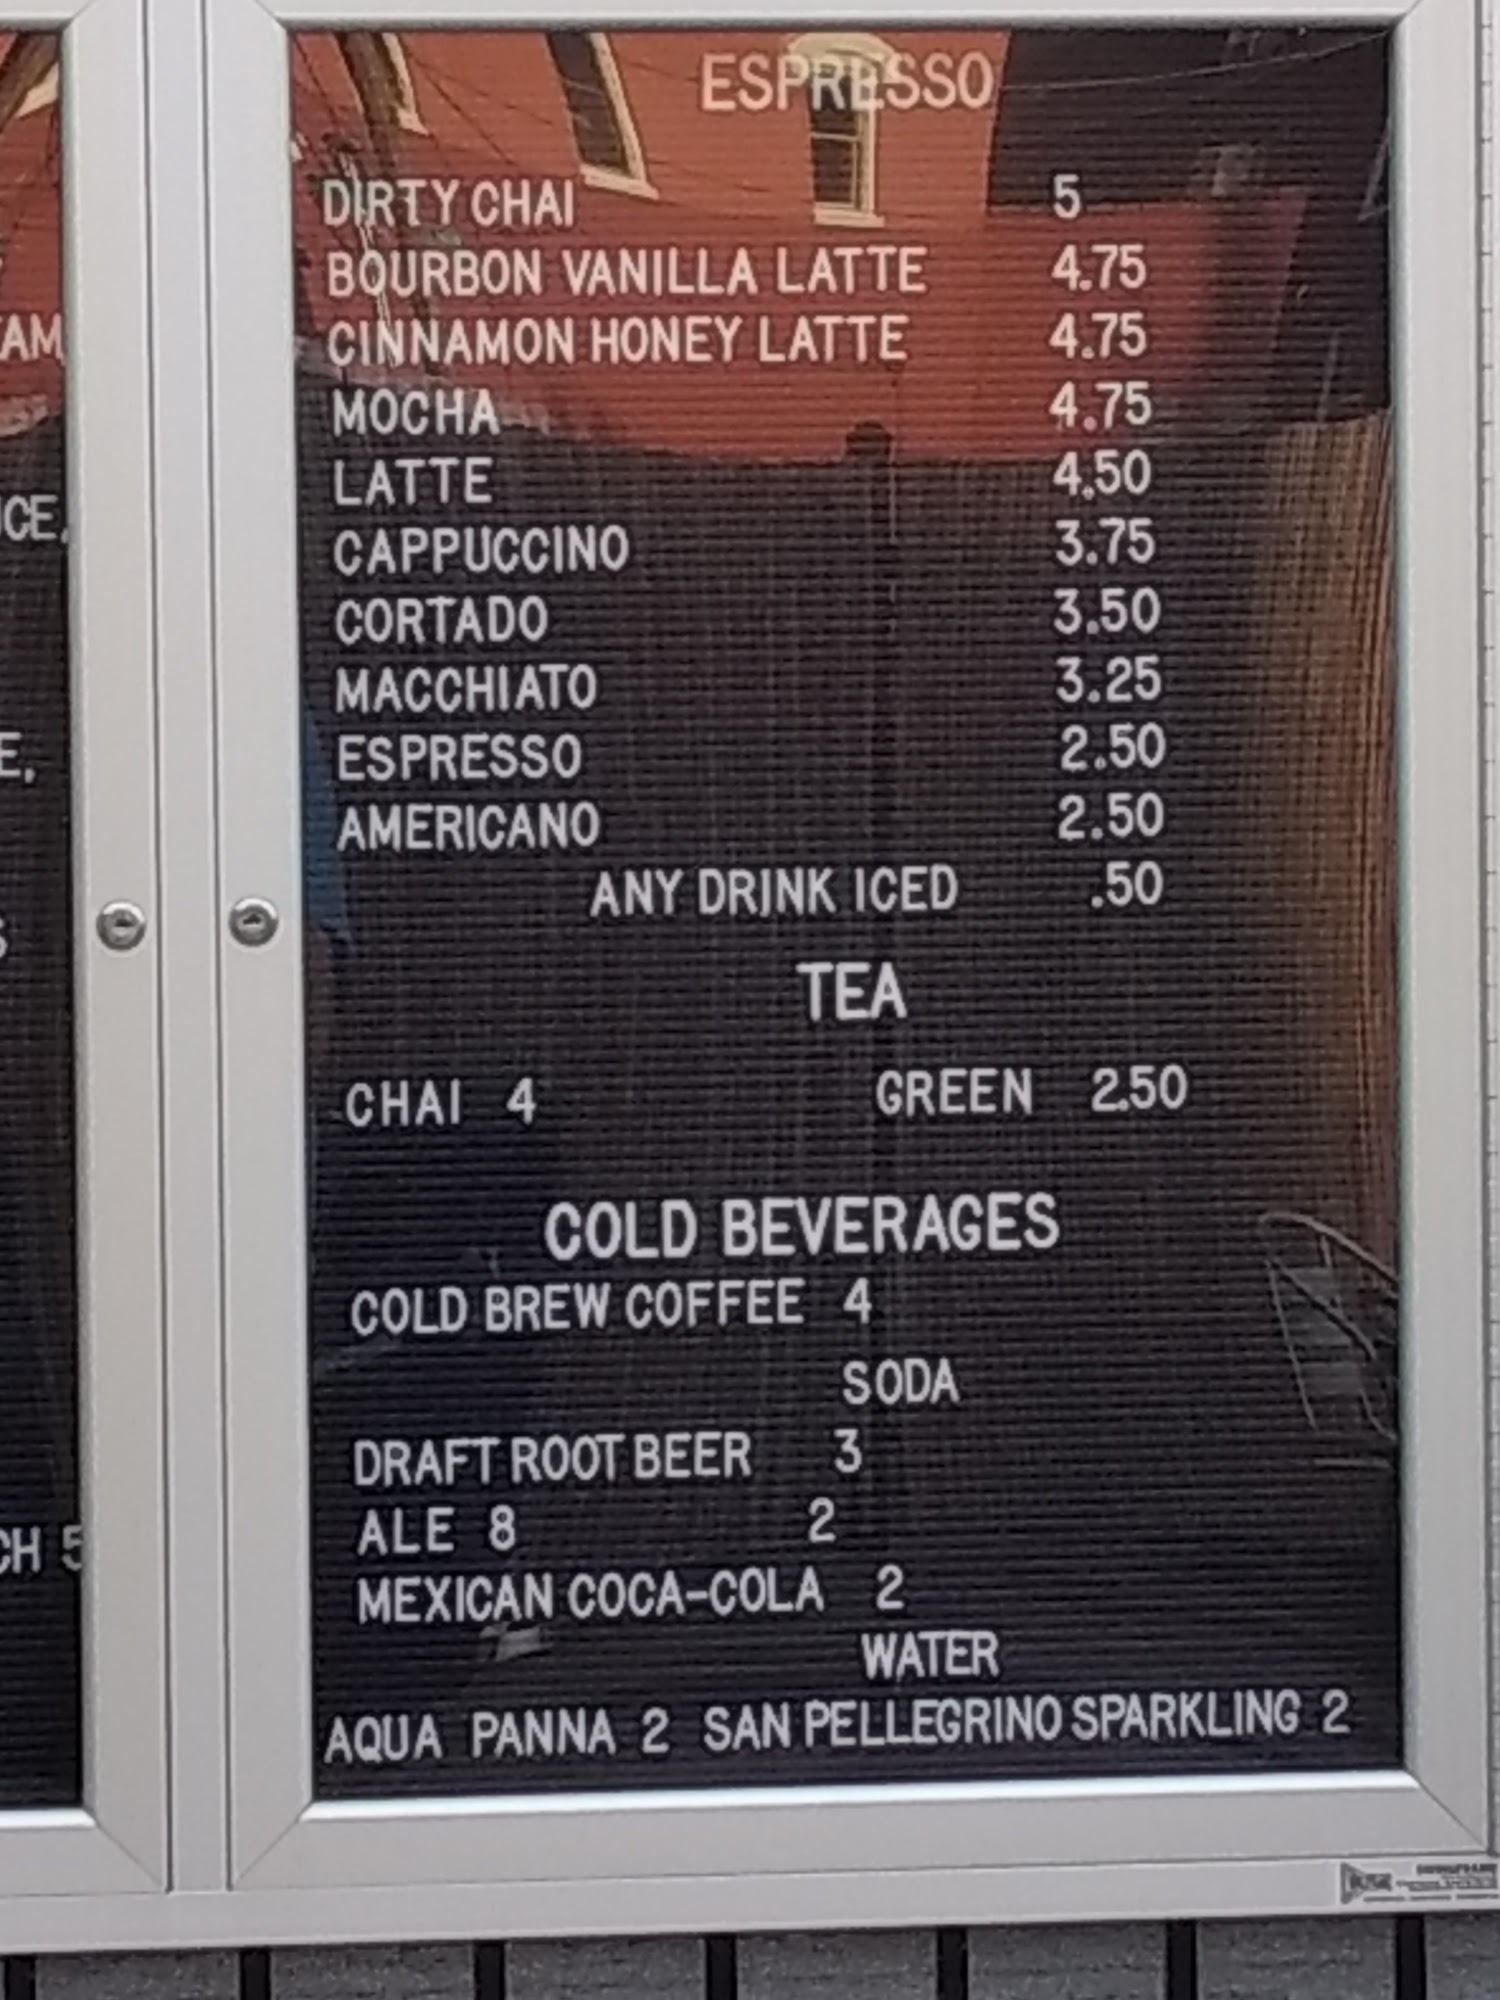 ESPRESSO
DIRTY CHAI 5
BOURBON VANILLA LATTE 4.75
CINNAMON HONEY LATTE 4.75
MOCHA 4.75
LATTE 4.50
CAPPUCCINO 3.75
CORTADO 3.50
MACCHIATO 3.25
ESPRESSO 2.50
AMERICANO 2.50
ANY DRINK ICED .50
TEA
CHAI 4 GREEN 2.50
COLD BEVERAGES
COLD BREW COFFEE 4
SODA
DRAFT ROOT BEER 3
ALE 8 2
MEXICAN COCA-COLA 2
WATER
AQUA PANNA 2 SAN PELLEGRINO SPARKLING 2